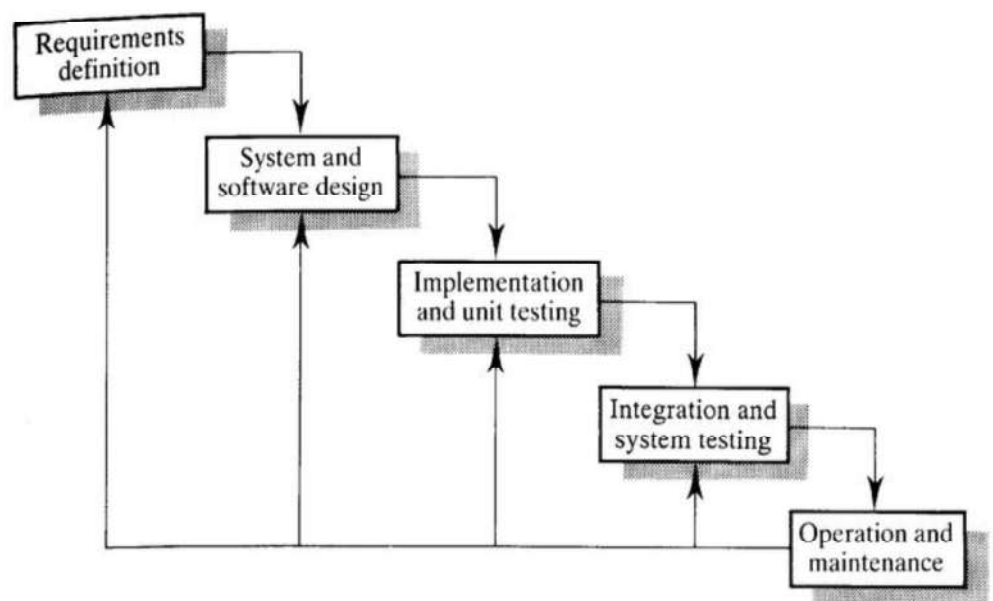 Requirements
definition
System and
software design
Implementation
and unit testing
Integration and
system testing
Operation and
maintenance